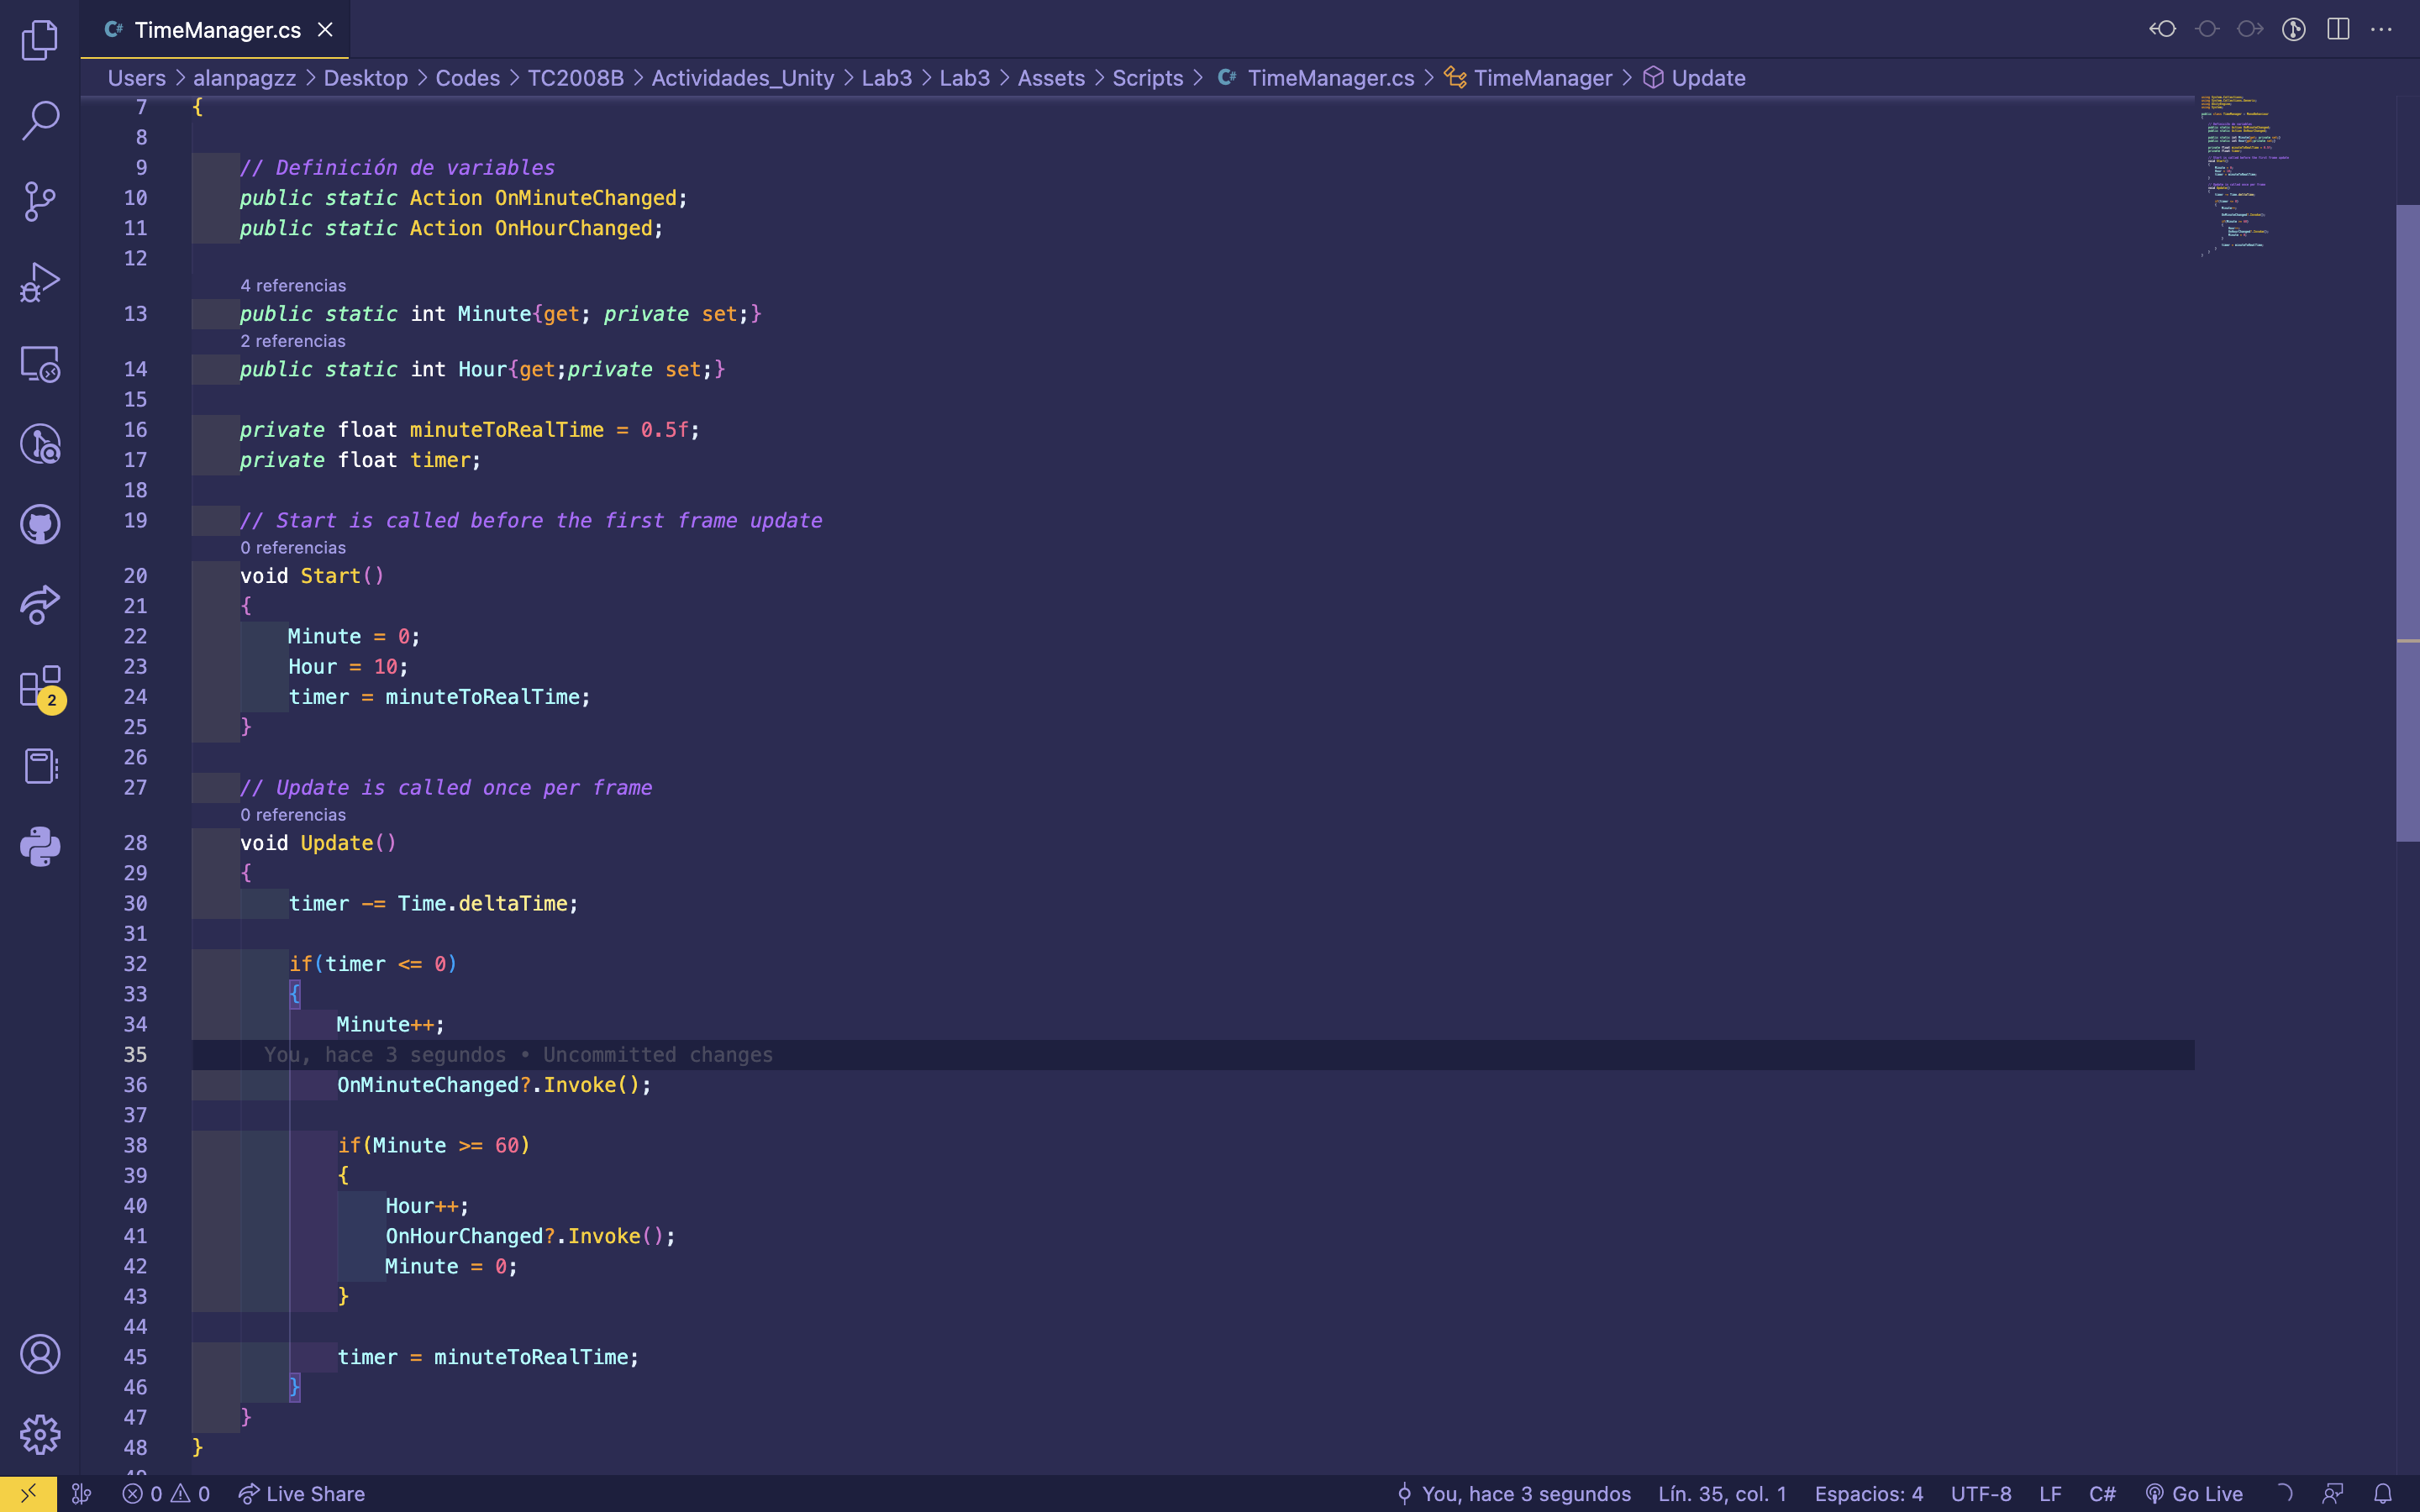 C# TimeManager.cs
Users > alanpagzz > Desktop > Codes > TC2008B > Actividades_Unity > Lab3 > Lab3 > Assets > Scripts > C# TimeManager.cs > TimeManager > Update
7 {
8
9 // Definición de variables
10 public static Action OnMinuteChanged;
11 public static Action OnHourChanged;
12
4 referencias
13 public static int Minute{get; private set;}
2 referencias
14 public static int Hour{get;private set;}
15
16 private float minuteToRealTime = 0.5f;
17 private float timer;
18
19 // Start is called before the first frame update
0 referencias
20 void Start()
21 {
22 Minute = 0;
23 Hour = 10;
24 timer = minuteToRealTime;
25 }
26
27 // Update is called once per frame
0 referencias
28 void Update()
29 {
30 timer -= Time.deltaTime;
31
32 if(timer <= 0)
33 {
34 Minute++;
35 You, hace 3 segundos • Uncommitted changes
36 OnMinuteChanged?.Invoke();
37
38 if(Minute >= 60)
39 {
40 Hour++;
41 OnHourChanged?.Invoke();
42 Minute = 0;
43 }
44
45 timer = minuteToRealTime;
46 }
47 }
48 }
2
0 0 Live Share You, hace 3 segundos Lín. 35, col. 1 Espacios: 4 UTF-8 LF C# Go Live